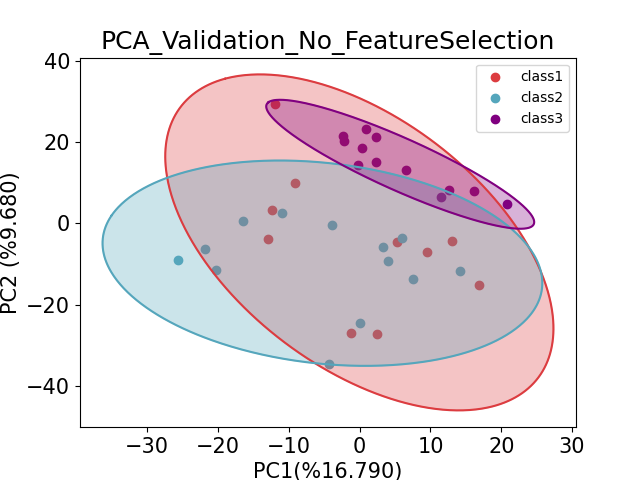 PCA_Validation_No_FeatureSelection
class1
class2
class3
40
20
0
−20
−40
PC2 (%9.680)
−30
−20
−10
0
10
20
30
PC1(%16.790)